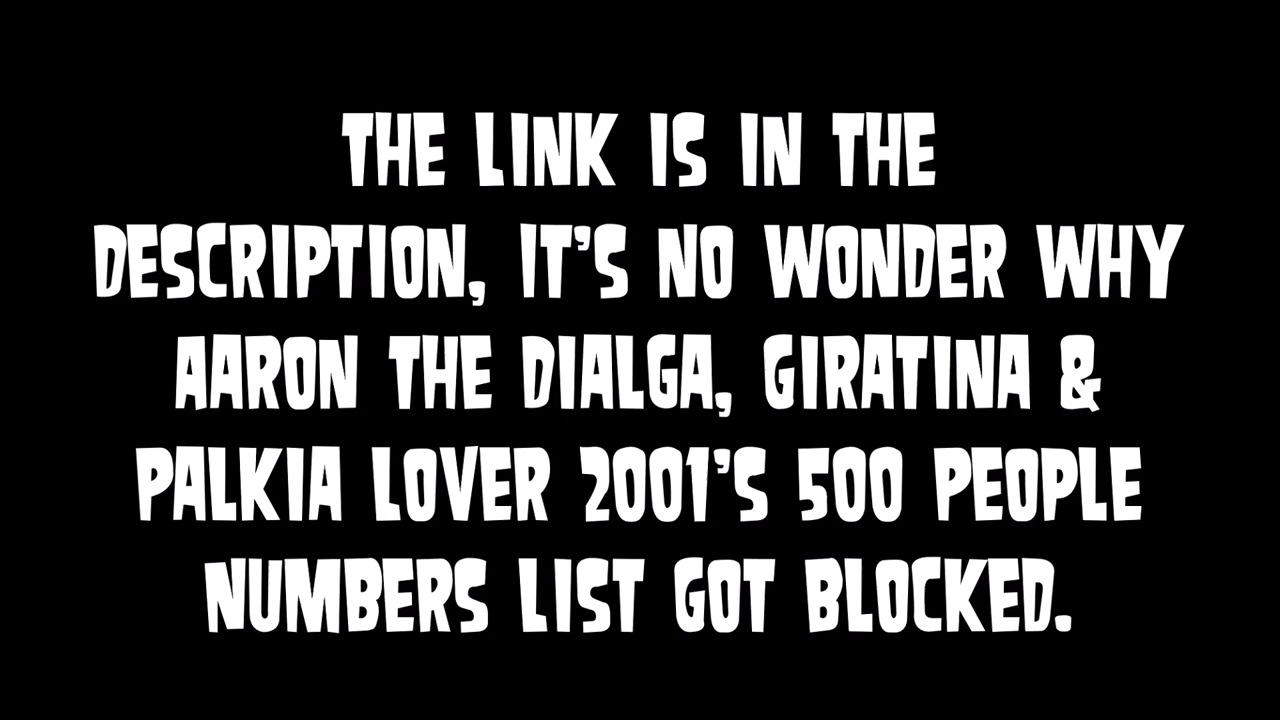 THE LINK IS IN THE
DESCRIPTION, IT'S NO WONDER WHY
AARON THE DIALGA, GIRATINA &
PALKIA LOVER 2001'S 500 PEOPLE
NUMBERS LIST GOT BLOCKED.